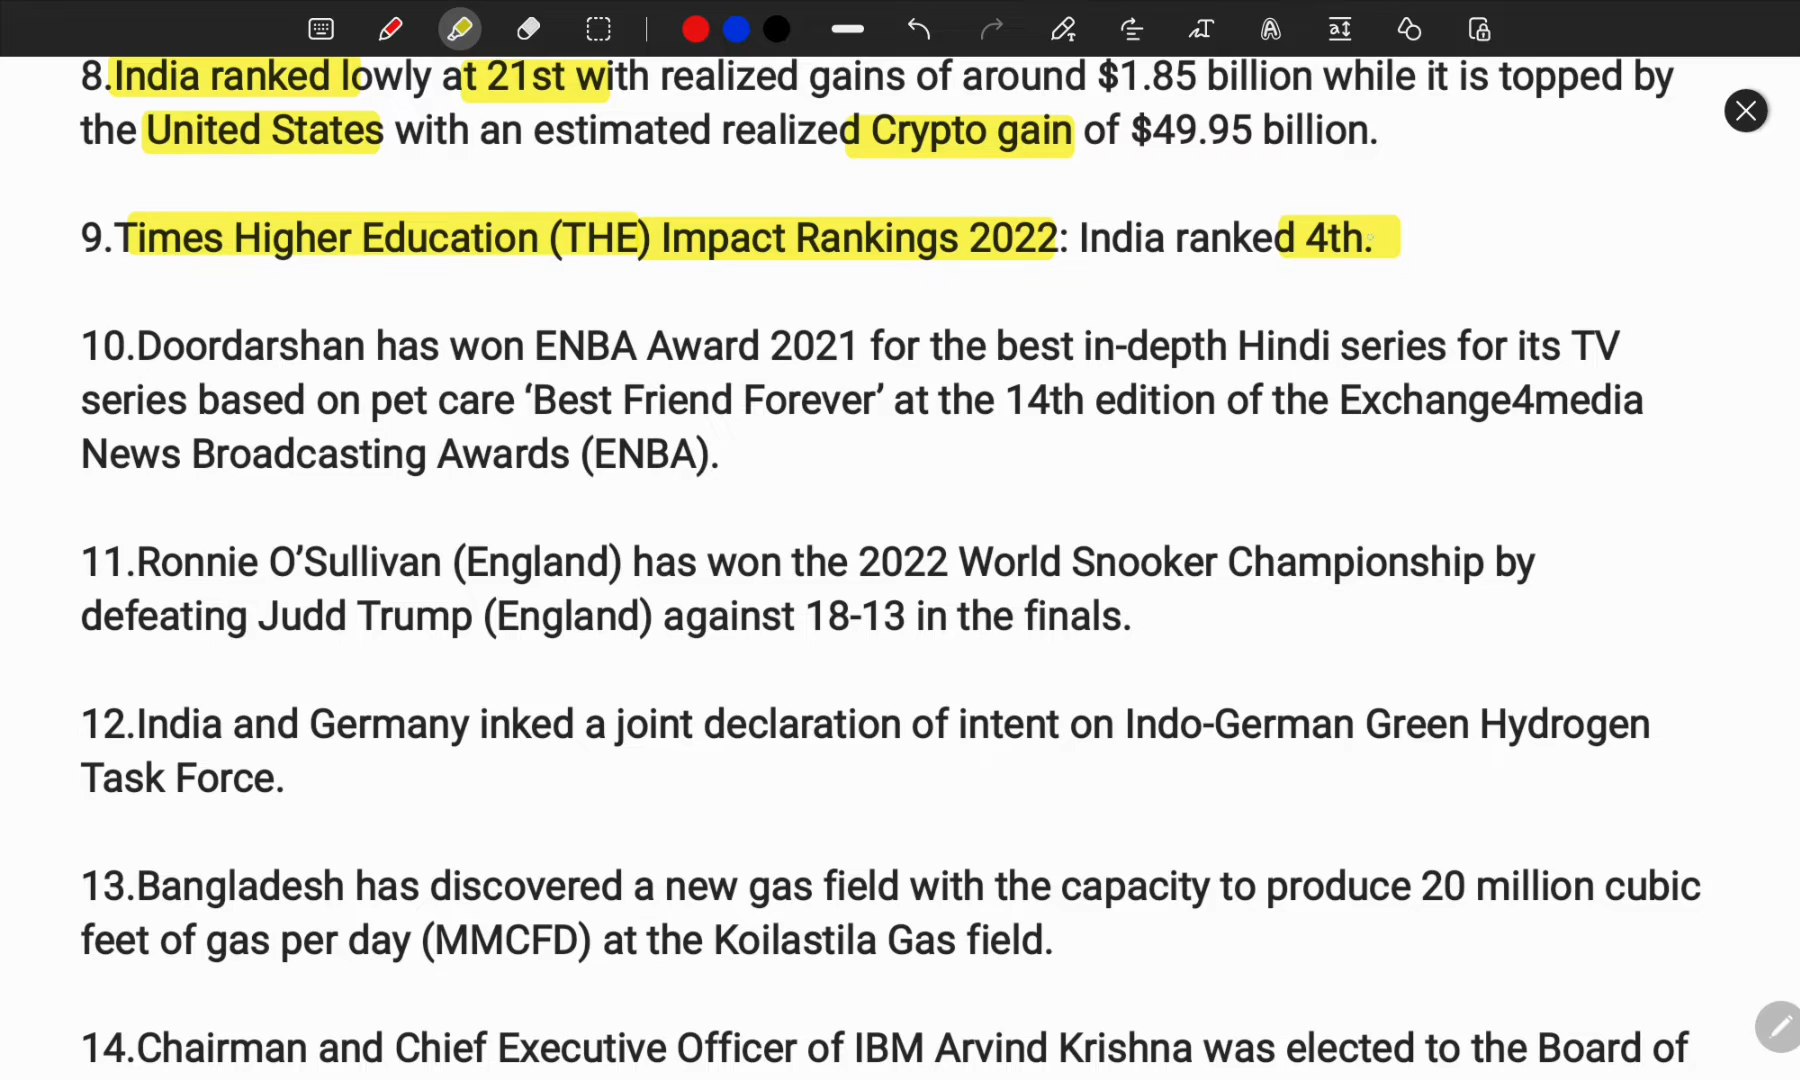 8.India ranked lowly at 21st with realized gains of around $1.85 billion while it is topped by
the United States with an estimated realized Crypto gain of $49.95 billion.
9.Times Higher Education (THE) Impact Rankings 2022: India ranked 4th.
10.Doordarshan has won ENBA Award 2021 for the best in-depth Hindi series for its TV
series based on pet care ‘Best Friend Forever’ at the 14th edition of the Exchange4media
News Broadcasting Awards (ENBA).
11.Ronnie O’Sullivan (England) has won the 2022 World Snooker Championship by
defeating Judd Trump (England) against 18-13 in the finals.
12.India and Germany inked a joint declaration of intent on Indo-German Green Hydrogen
Task Force.
13.Bangladesh has discovered a new gas field with the capacity to produce 20 million cubic
feet of gas per day (MMCFD) at the Koilastila Gas field.
14.Chairman and Chief Executive Officer of IBM Arvind Krishna was elected to the Board of